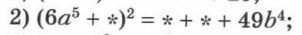 2) (6a⁵ + *)² = * + * + 49b⁴;